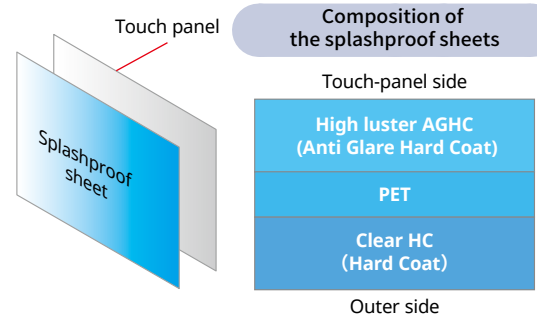 Touch panel
Splashproof
sheet
Composition of
the splashproof sheets
Touch-panel side
High luster AGHC
(Anti Glare Hard Coat)
PET
Clear HC
（Hard Coat）
Outer side